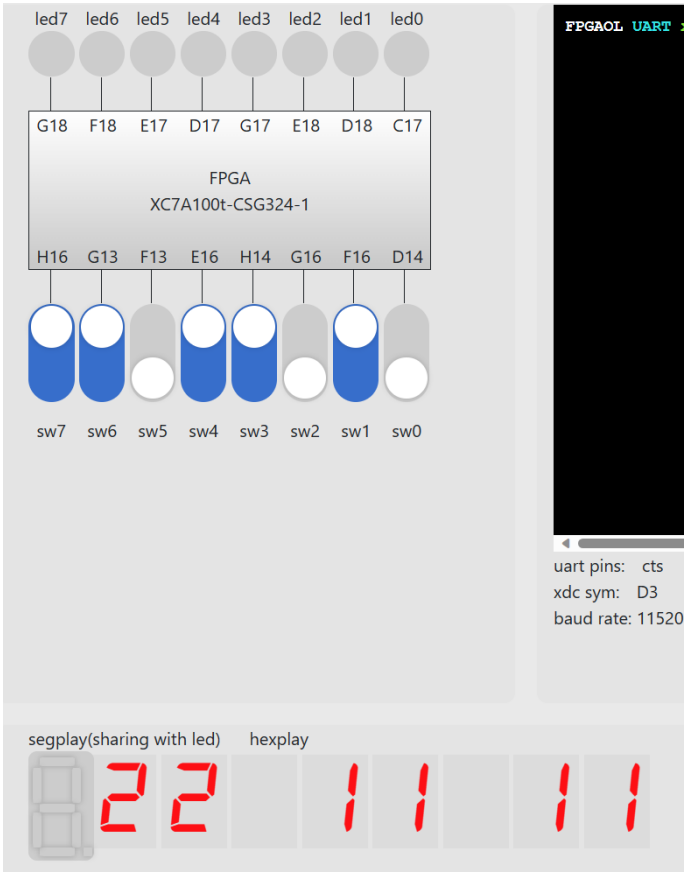 led7 led6 led5 led4 led3 led2 led1 led0
G18 F18 E17 D17 G17 E18 D18 C17
FPGA
XC7A100t-CSG324-1
H16 G13 F13 E16 H14 G16 F16 D14
sw7 sw6 sw5 sw4 sw3 sw2 sw1 sw0
FPGAOL UART
uart pins: cts
xdc sym: D3
baud rate: 11520
segplay(sharing with led) hexplay
22 11 11